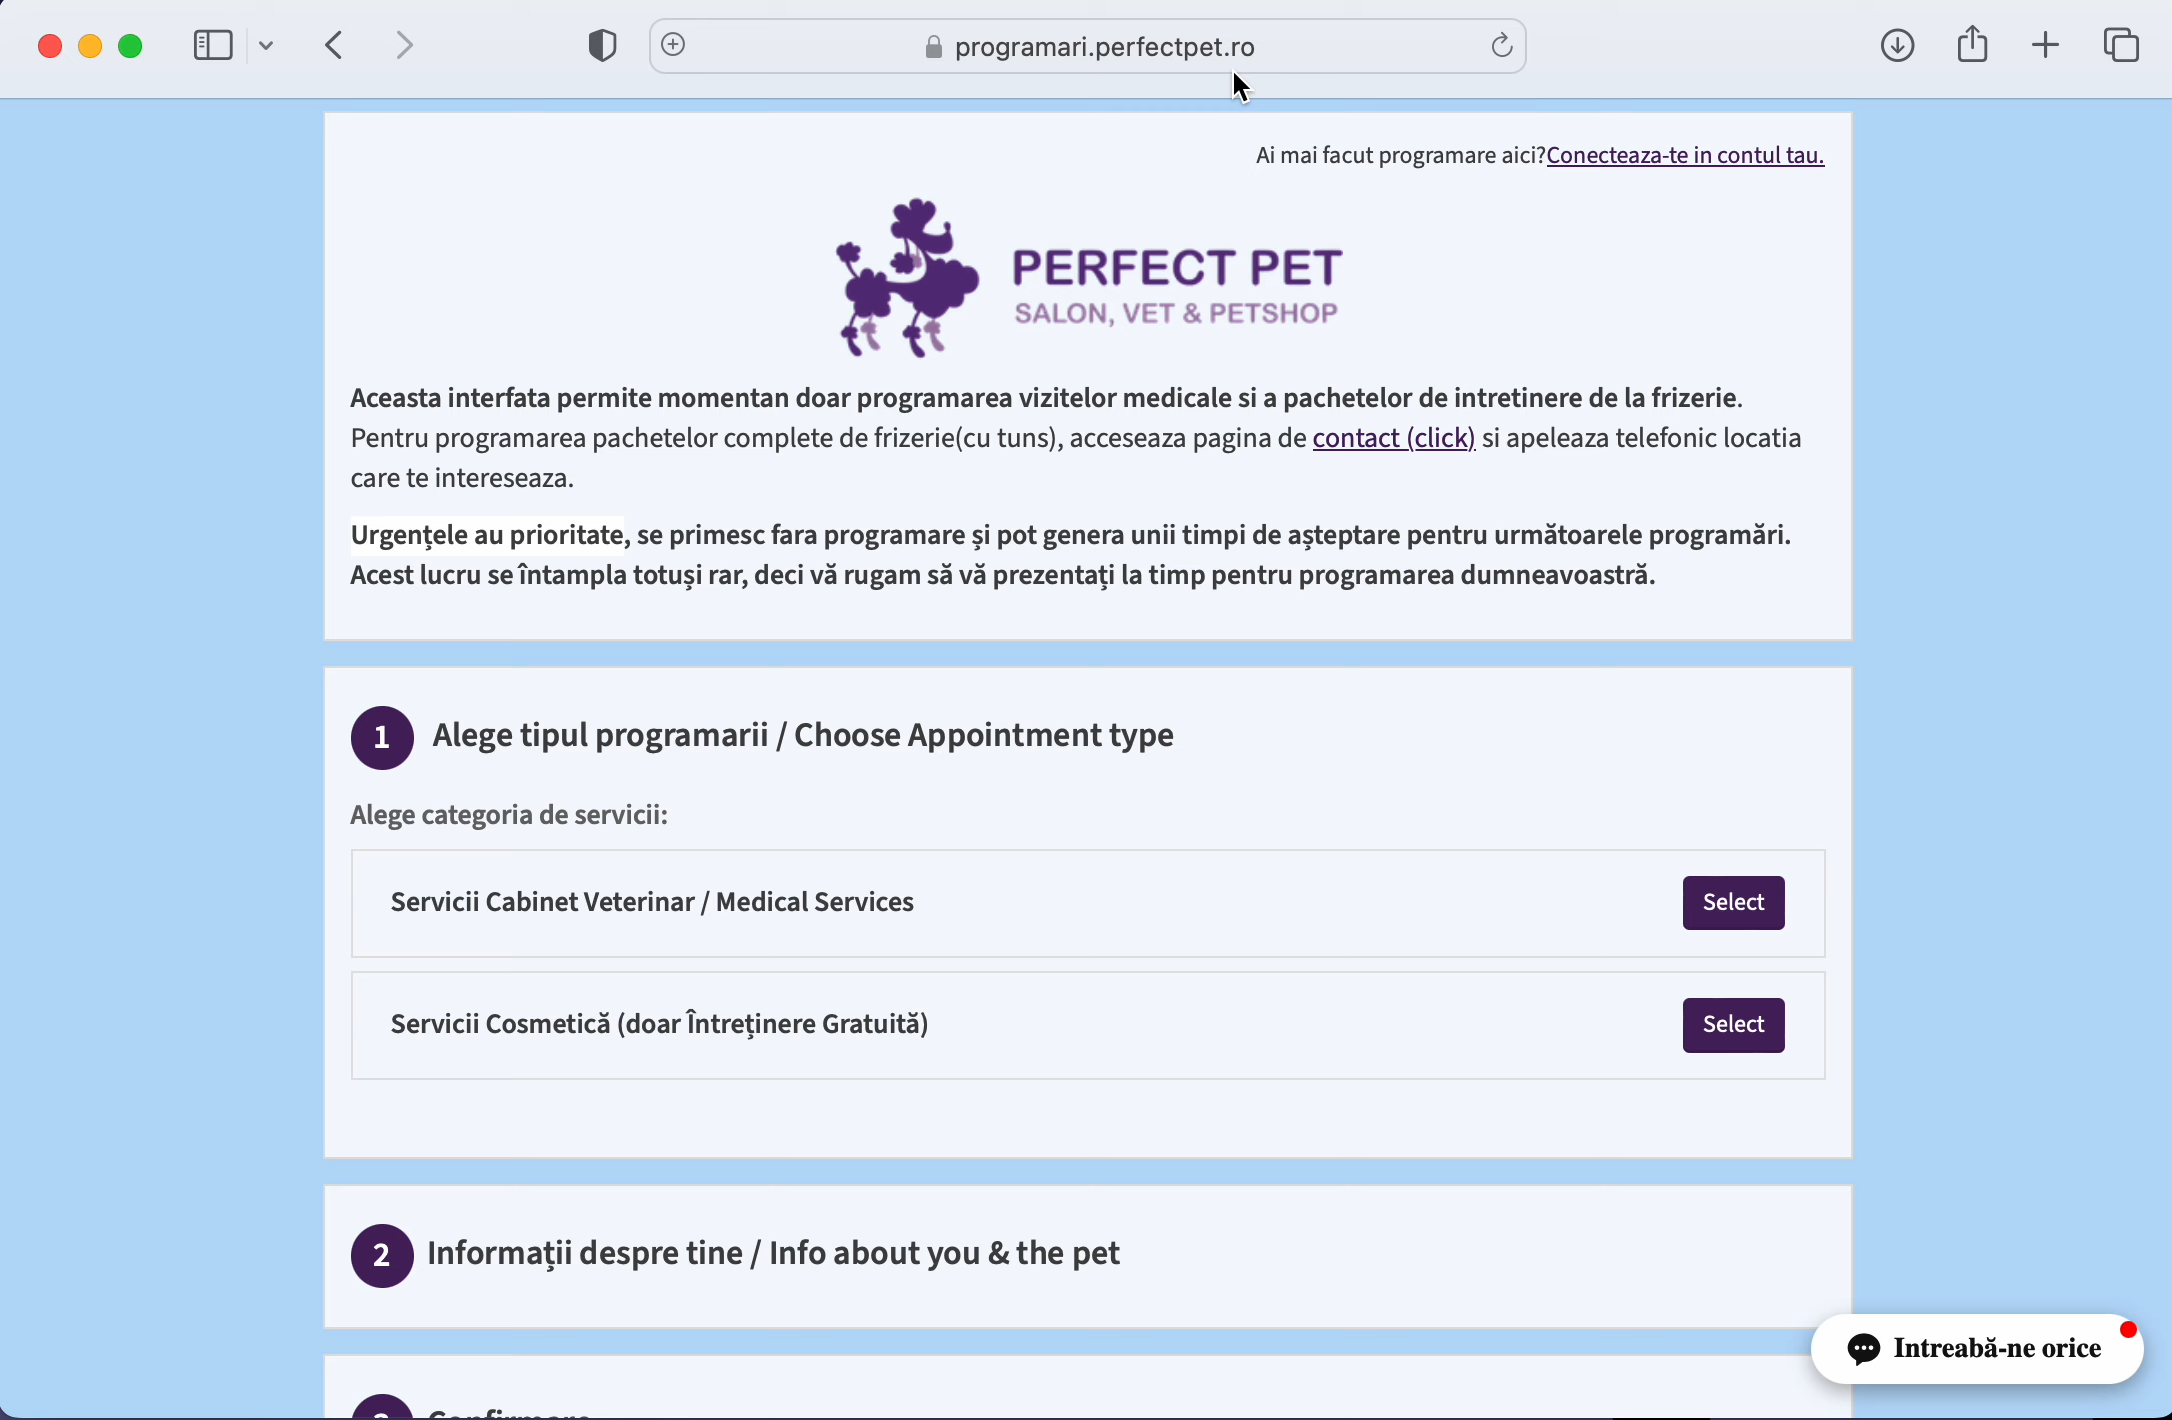 programari.perfectpet.ro
Ai mai facut programare aici?Conecteaza-te in contul tau.
PERFECT PET
SALON, VET & PETSHOP
Aceasta interfata permite momentan doar programarea vizitelor medicale si a pachetelor de intretinere de la frizerie.
Pentru programarea pachetelor complete de frizerie(cu tuns), acceseaza pagina de contact (click) si apeleaza telefonic locatia
care te intereseaza.
Urgențele au prioritate, se primesc fara programare și pot genera unii timpi de așteptare pentru următoarele programări.
Acest lucru se întampla totuși rar, deci vă rugam să vă prezentați la timp pentru programarea dumneavoastră.
1 Alege tipul programarii / Choose Appointment type
Alege categoria de servicii:
Servicii Cabinet Veterinar / Medical Services Select
Servicii Cosmetică (doar Întreținere Gratuită) Select
2 Informații despre tine / Info about you & the pet
Intreabă-ne orice